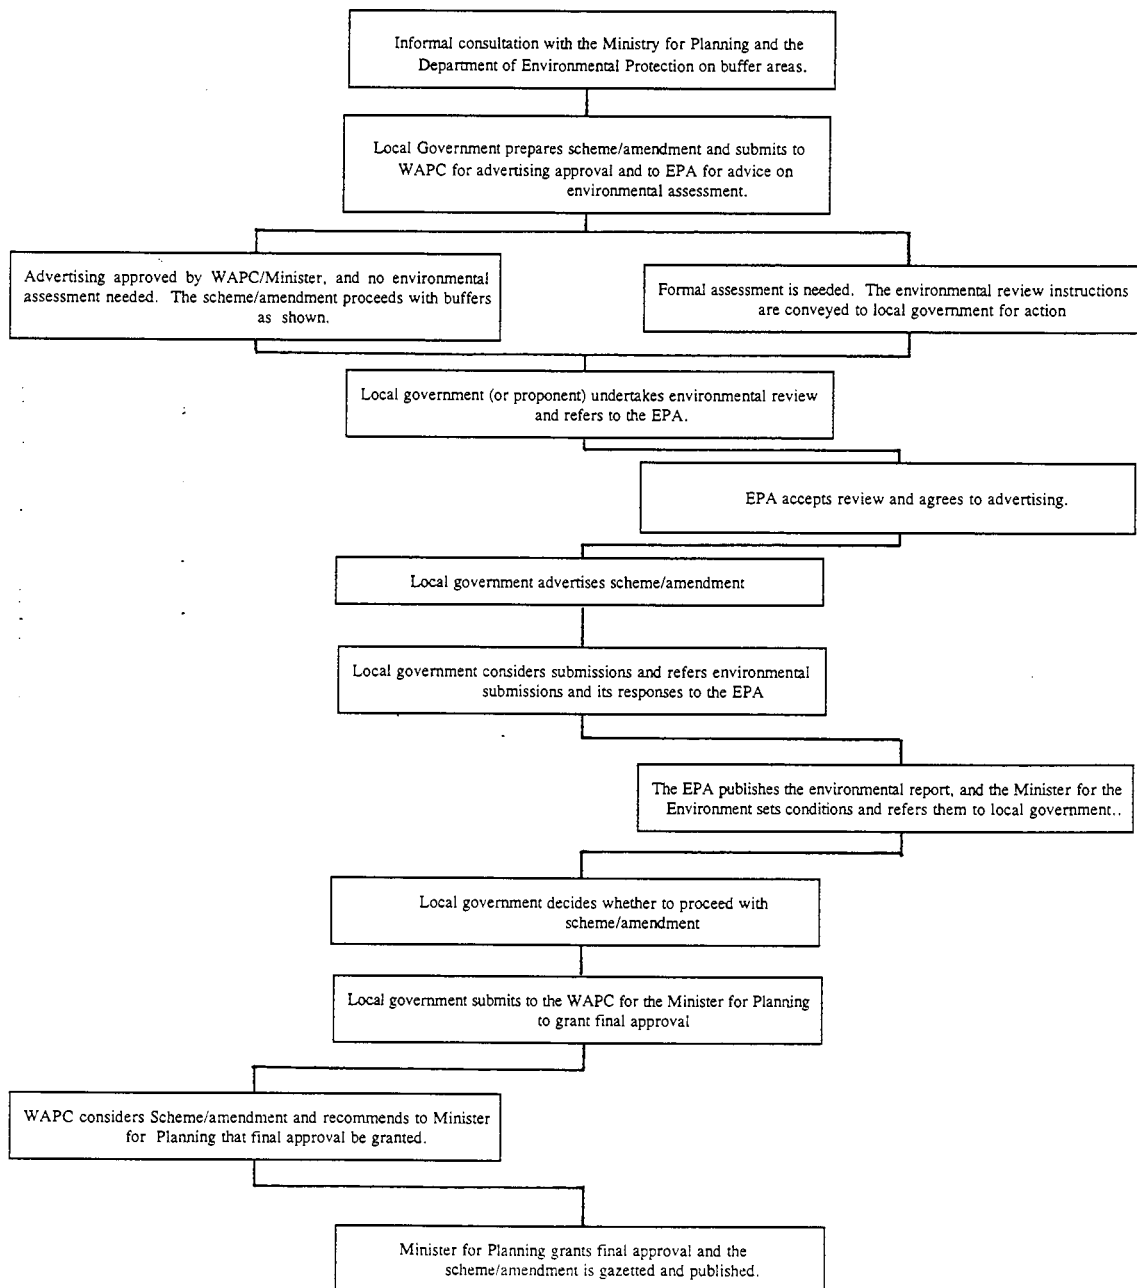 Informal consultation with the Ministry for Planning and the
Department of Environmental Protection on buffer areas.
Local Government prepares scheme/amendment and submits to
WAPC for advertising approval and to EPA for advice on
environmental assessment.
Advertising approved by WAPC/Minister, and no environmental
assessment needed. The scheme/amendment proceeds with buffers
as shown.
Formal assessment is needed. The environmental review instructions
are conveyed to local government for action
Local government (or proponent) undertakes environmental review
and refers to the EPA.
EPA accepts review and agrees to advertising.
Local government advertises scheme/amendment
Local government considers submissions and refers environmental
submissions and its responses to the EPA
The EPA publishes the environmental report, and the Minister for the
Environment sets conditions and refers them to local government..
Local government decides whether to proceed with
scheme/amendment
Local government submits to the WAPC for the Minister for Planning
to grant final approval
WAPC considers Scheme/amendment and recommends to Minister
for Planning that final approval be granted.
Minister for Planning grants final approval and the
scheme/amendment is gazetted and published.